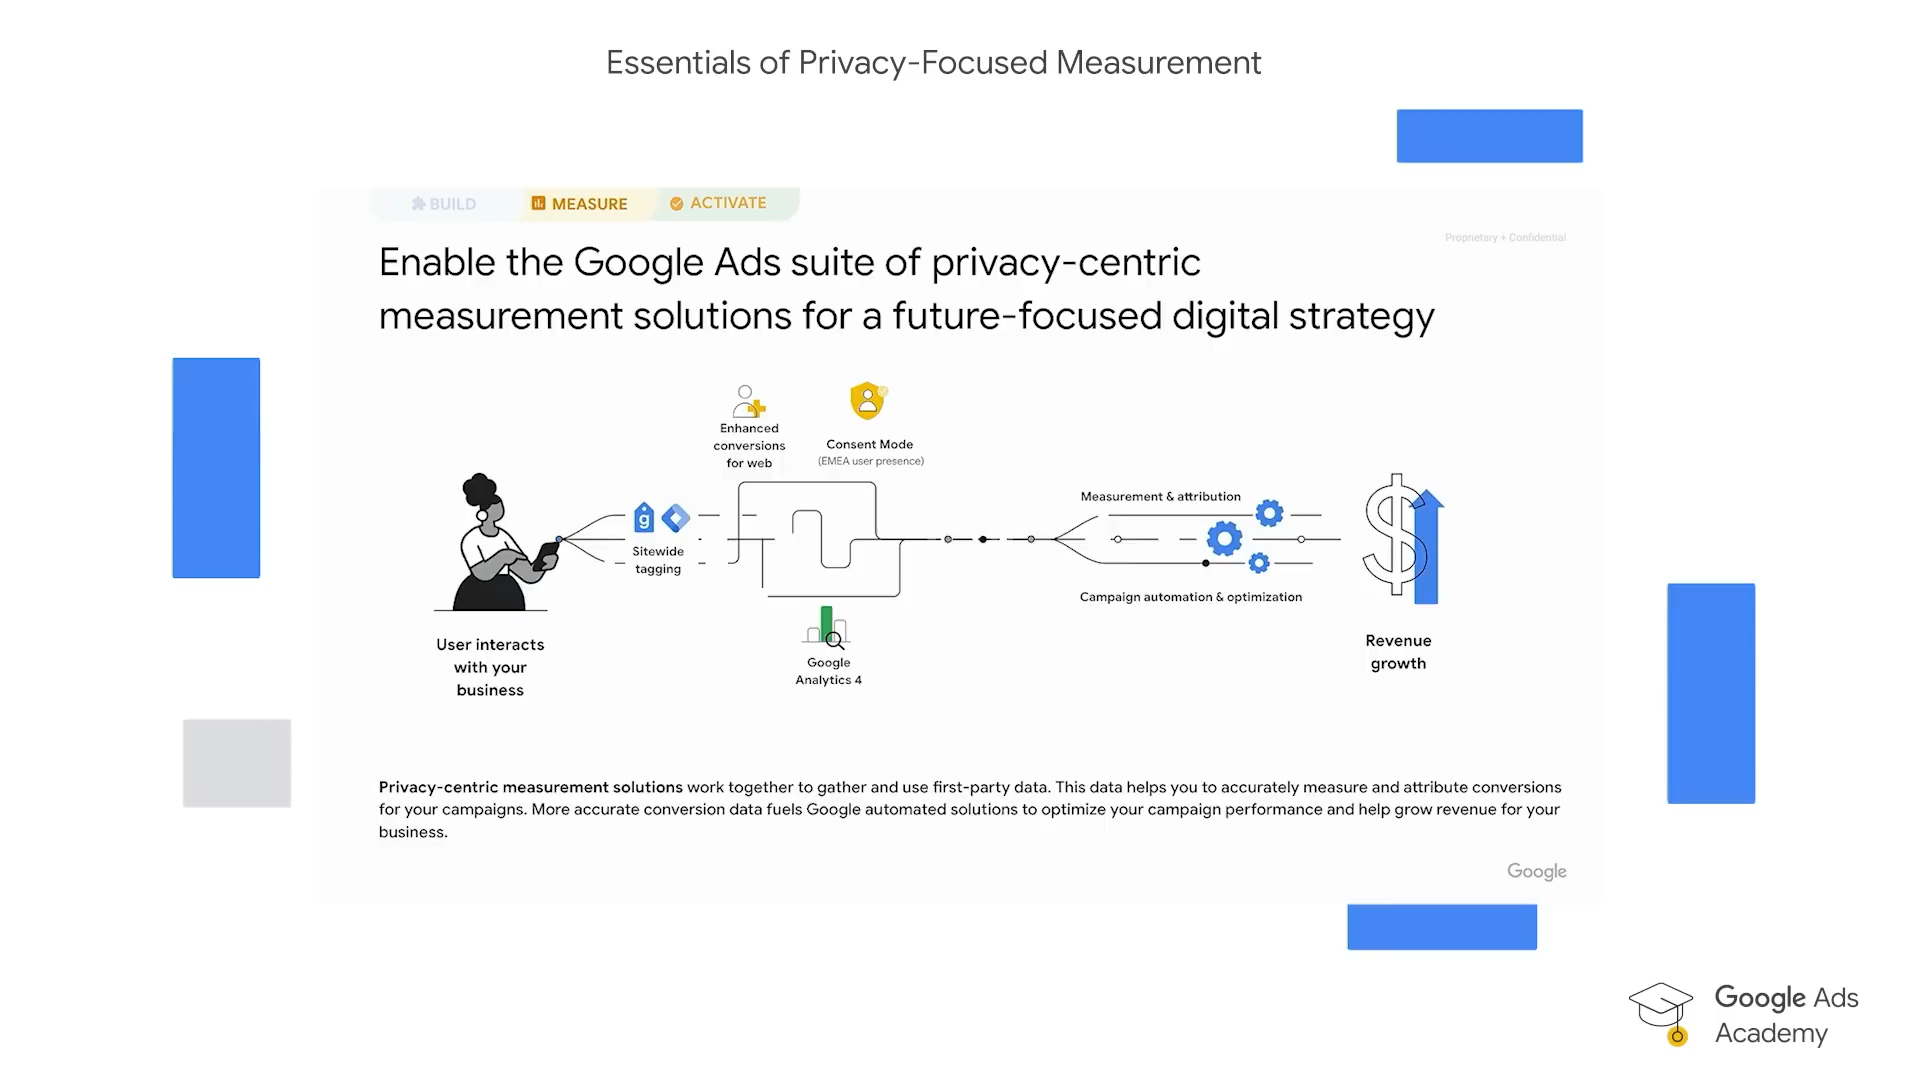 Essentials of Privacy-Focused Measurement
BUILD
MEASURE
ACTIVATE
Proprietary + Confidential
Enable the Google Ads suite of privacy-centric
measurement solutions for a future-focused digital strategy
Enhanced
conversions
for web
Consent Mode
(EMEA user presence)
g
Sitewide
tagging
Measurement & attribution
Campaign automation & optimization
$
User interacts
with your
business
Google
Analytics 4
Revenue
growth
Privacy-centric measurement solutions work together to gather and use first-party data. This data helps you to accurately measure and attribute conversions
for your campaigns. More accurate conversion data fuels Google automated solutions to optimize your campaign performance and help grow revenue for your
business.
Google
Google Ads
Academy